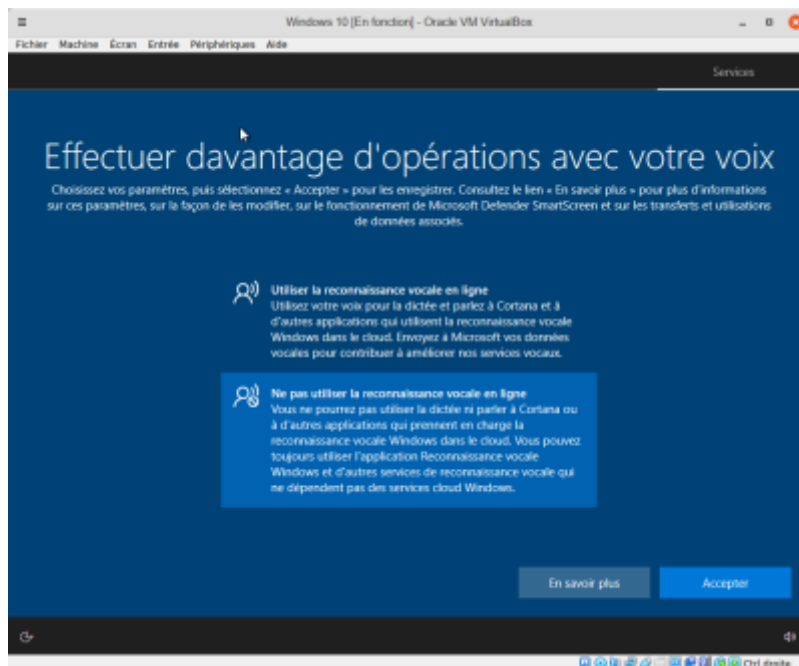 Windows 10 [En fonction] - Oracle VM VirtualBox
Fichier Machine Écran Entrée Périphériques Aide
Services
Effectuer davantage d'opérations avec votre voix
Choisissez vos paramètres, puis sélectionnez « Accepter » pour les enregistrer. Consultez le lien « En savoir plus » pour plus d'informations
sur ces paramètres, sur la façon de les modifier, sur le fonctionnement de Microsoft Defender SmartScreen et sur les transferts et utilisations
de données associés.
Utiliser la reconnaissance vocale en ligne
Utilisez votre voix pour la dictée et parlez à Cortana et à
d'autres applications qui utilisent la reconnaissance vocale
Windows dans le cloud. Envoyez à Microsoft vos données
vocales pour contribuer à améliorer nos services vocaux.
Ne pas utiliser la reconnaissance vocale en ligne
Vous ne pourrez pas utiliser la dictée ni parler à Cortana ou
à d'autres applications qui prennent en charge la
reconnaissance vocale Windows dans le cloud. Vous pouvez
toujours utiliser l'application Reconnaissance vocale
Windows et d'autres services de reconnaissance vocale qui
ne dépendent pas des services cloud Windows.
En savoir plus
Accepter
Ctrl droite